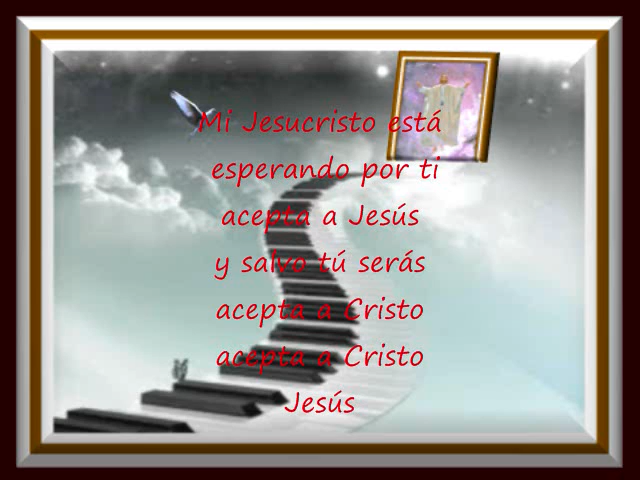 Mi Jesucristo está
esperando por ti
acepta a Jesús
y salvo tú serás
acepta a Cristo
acepta a Cristo
Jesús